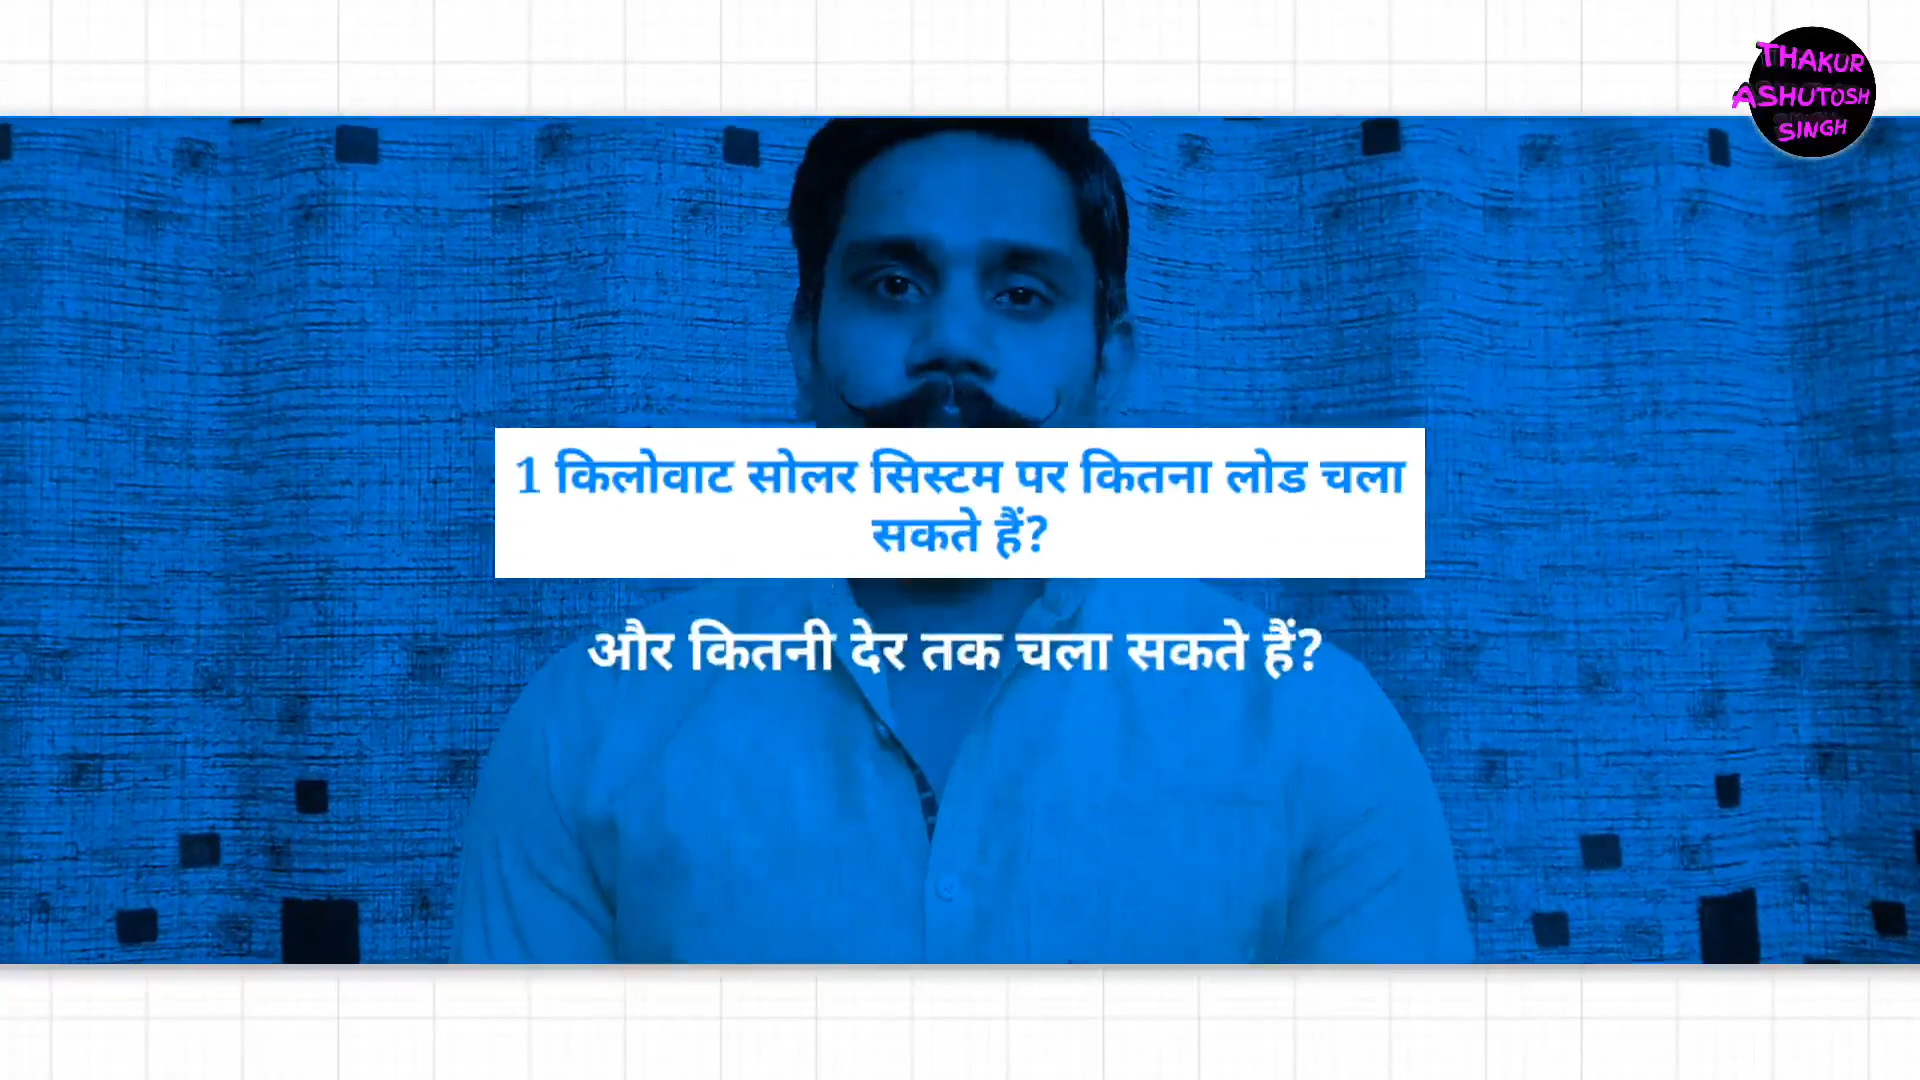 THAKUR
ASHUTOSH
SINGH
1 किलोवाट सोलर सिस्टम पर कितना लोड चला
सकते हैं?
और कितनी देर तक चला सकते हैं?